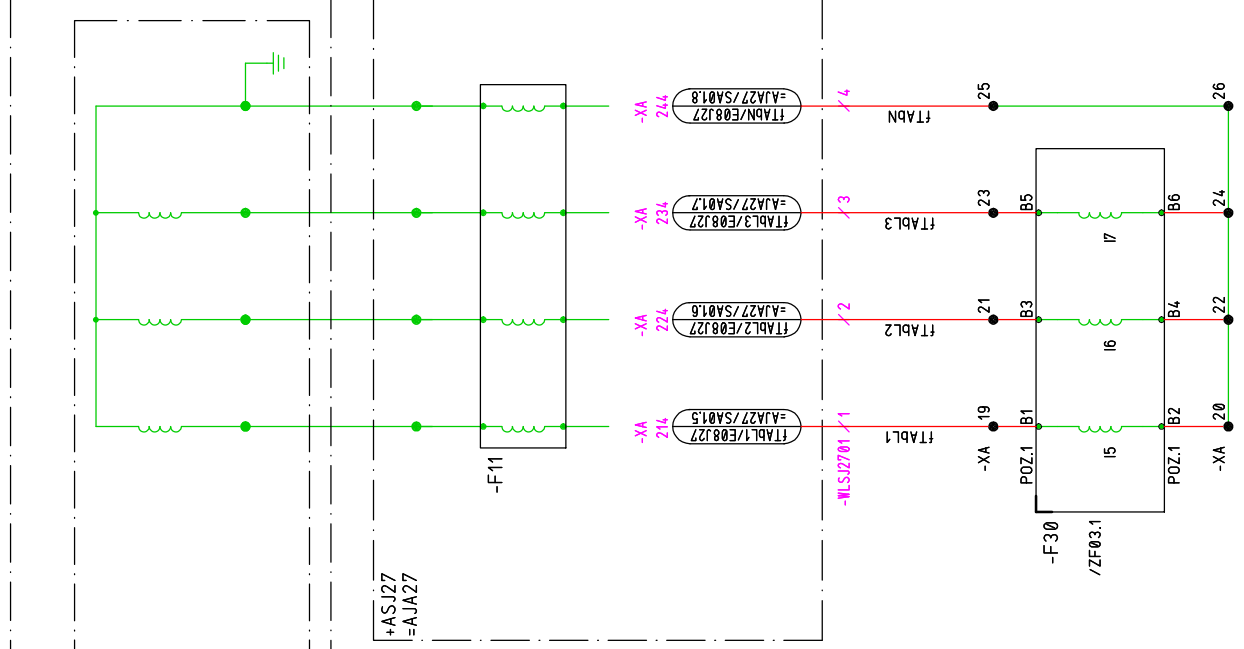 -XA
244
=AJA27/SA01.8
fTAbN/E08J27
4
fTAbN
25
26
-XA
234
=AJA27/SA01.7
fTAbL3/E08J27
3
fTAbL3
23
B5
I7
B6
24
-XA
224
=AJA27/SA01.6
fTAbL2/E08J27
2
fTAbL2
21
B3
I6
B4
22
-XA
214
=AJA27/SA01.5
fTAbL1/E08J27
1
-WLSJ2701
fTAbL1
19
-XA
B1
POZ.1
I5
B2
POZ.1
20
-XA
-F11
-F30
/ZF03.1
+ASJ27
=AJA27